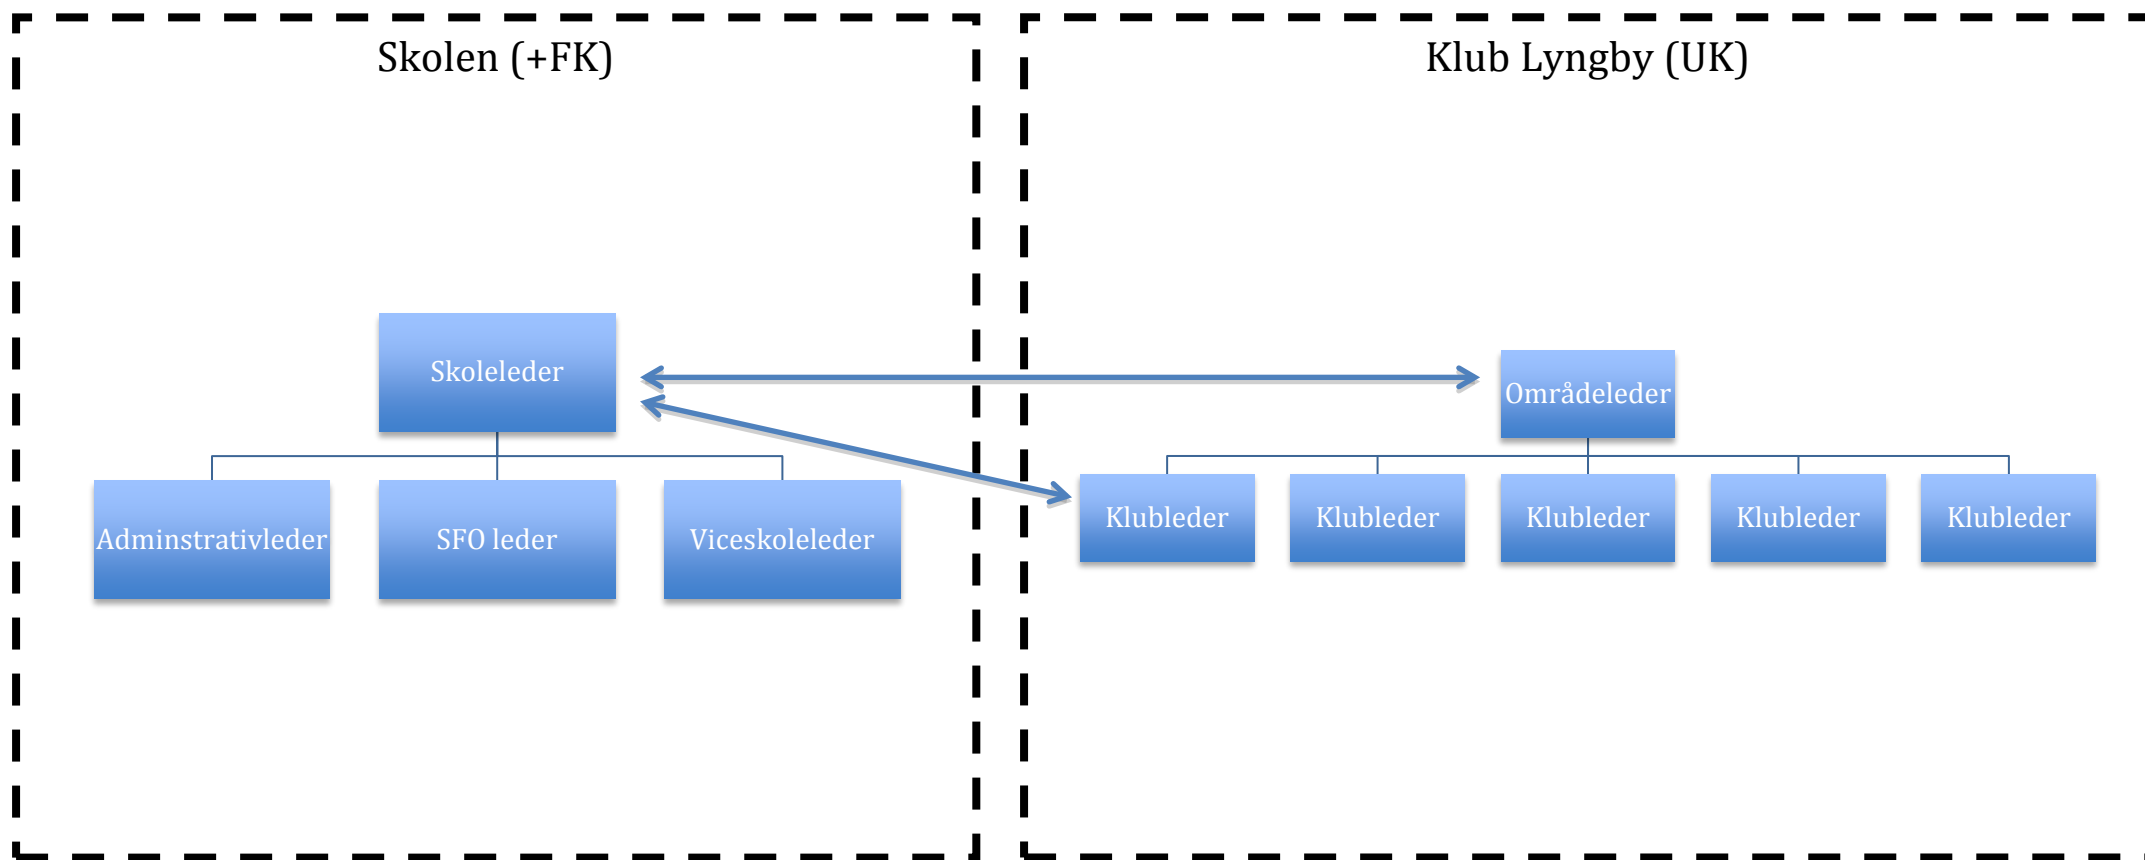 Skolen (+FK)
Klub Lyngby (UK)
Skoleleder
Områdeleder
Adminstrativleder
SFO leder
Viceskoleleder
Klubleder
Klubleder
Klubleder
Klubleder
Klubleder